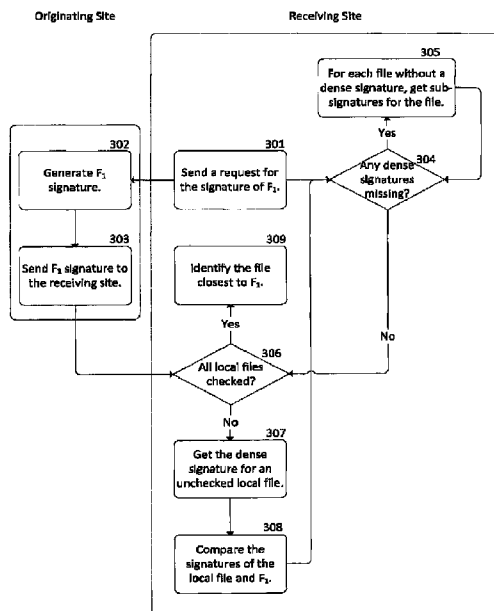 Originating Site
Receiving Site
305
For each file without a
dense signature, get sub-
signatures for the file.
Yes
302
Generate F₁
signature.
301
Send a request for
the signature of F₁.
304
Any dense
signatures
missing?
303
Send F₁ signature to
the receiving site.
309
Identify the file
closest to F₁.
Yes
No
306
All local files
checked?
No
307
Get the dense
signature for an
unchecked local file.
308
Compare the
signatures of the
local file and F₁.